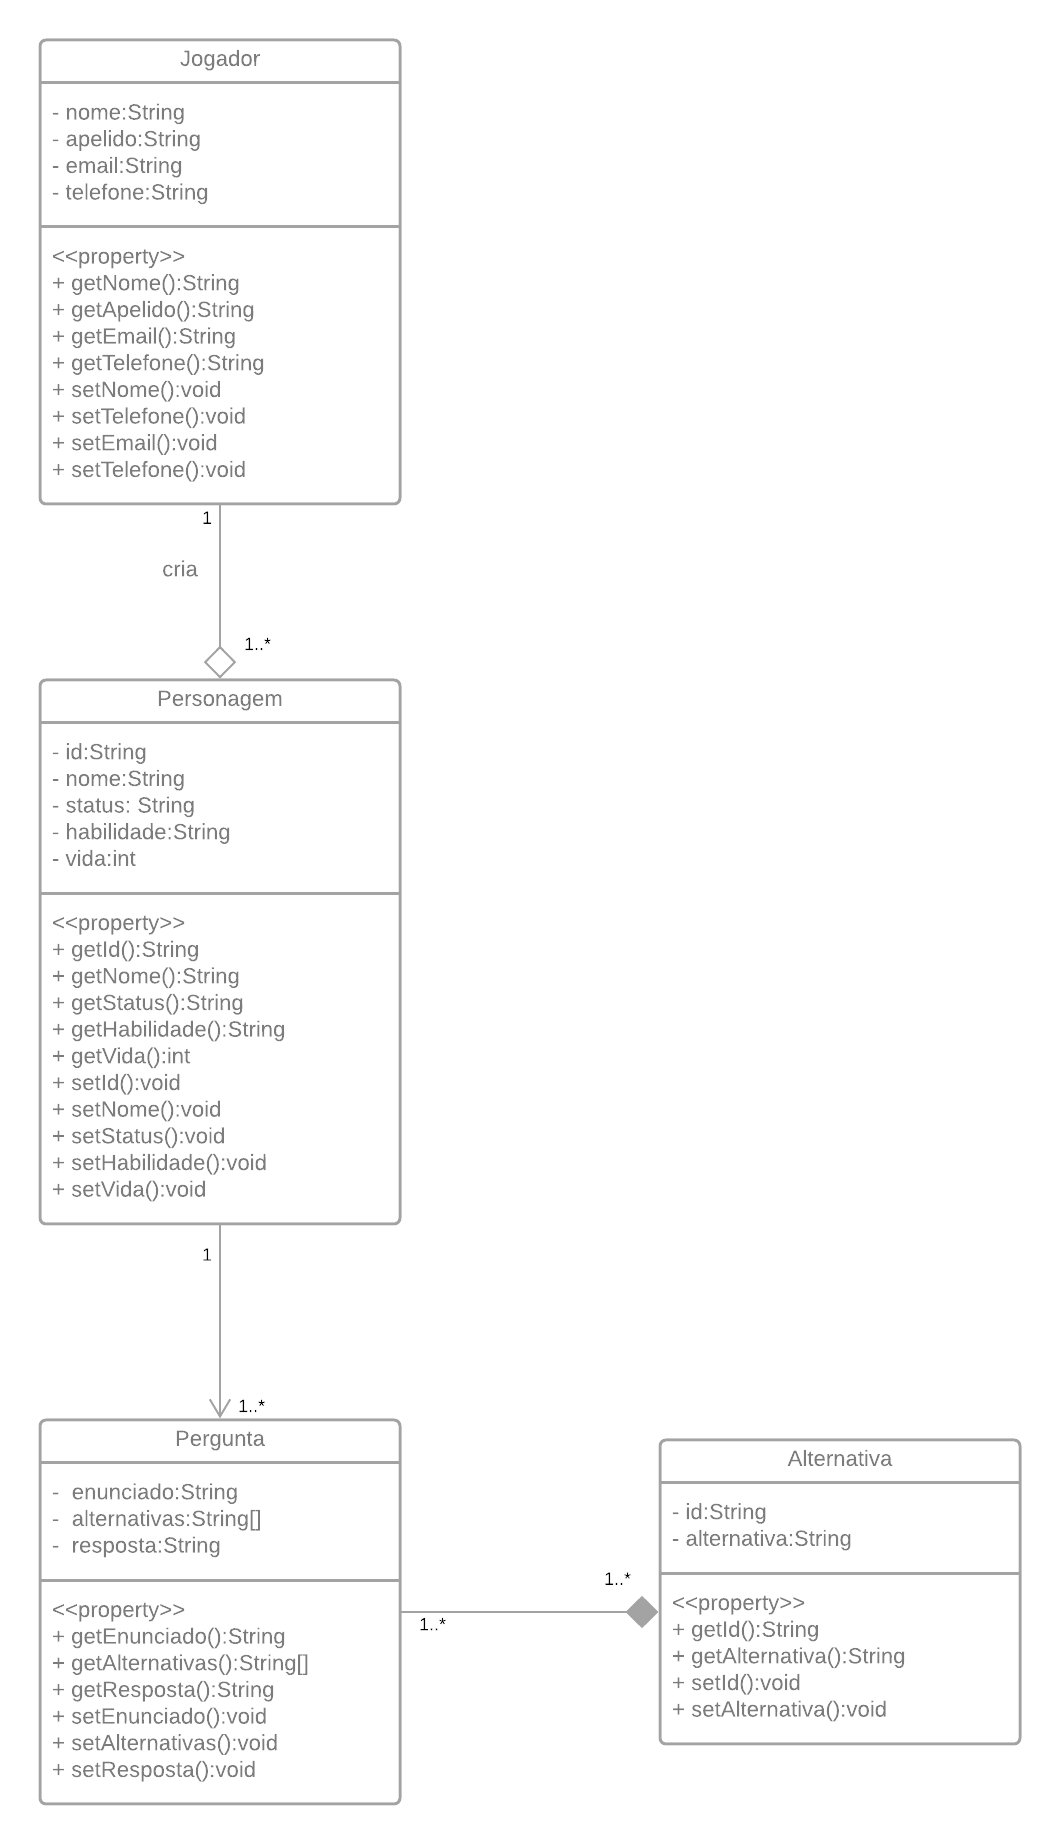 Jogador
- nome:String
- apelido:String
- email:String
- telefone:String
<<property>>
+ getNome():String
+ getApelido():String
+ getEmail():String
+ getTelefone():String
+ setNome():void
+ setTelefone():void
+ setEmail():void
+ setTelefone():void
1
cria
1..*
Personagem
- id:String
- nome:String
- status: String
- habilidade:String
- vida:int
<<property>>
+ getId():String
+ getNome():String
+ getStatus():String
+ getHabilidade():String
+ getVida():int
+ setId():void
+ setNome():void
+ setStatus():void
+ setHabilidade():void
+ setVida():void
1
1..*
Pergunta
- enunciado:String
- alternativas:String[]
- resposta:String
<<property>>
+ getEnunciado():String
+ getAlternativas():String[]
+ getResposta():String
+ setEnunciado():void
+ setAlternativas():void
+ setResposta():void
1..*
1..*
Alternativa
- id:String
- alternativa:String
<<property>>
+ getId():String
+ getAlternativa():String
+ setId():void
+ setAlternativa():void